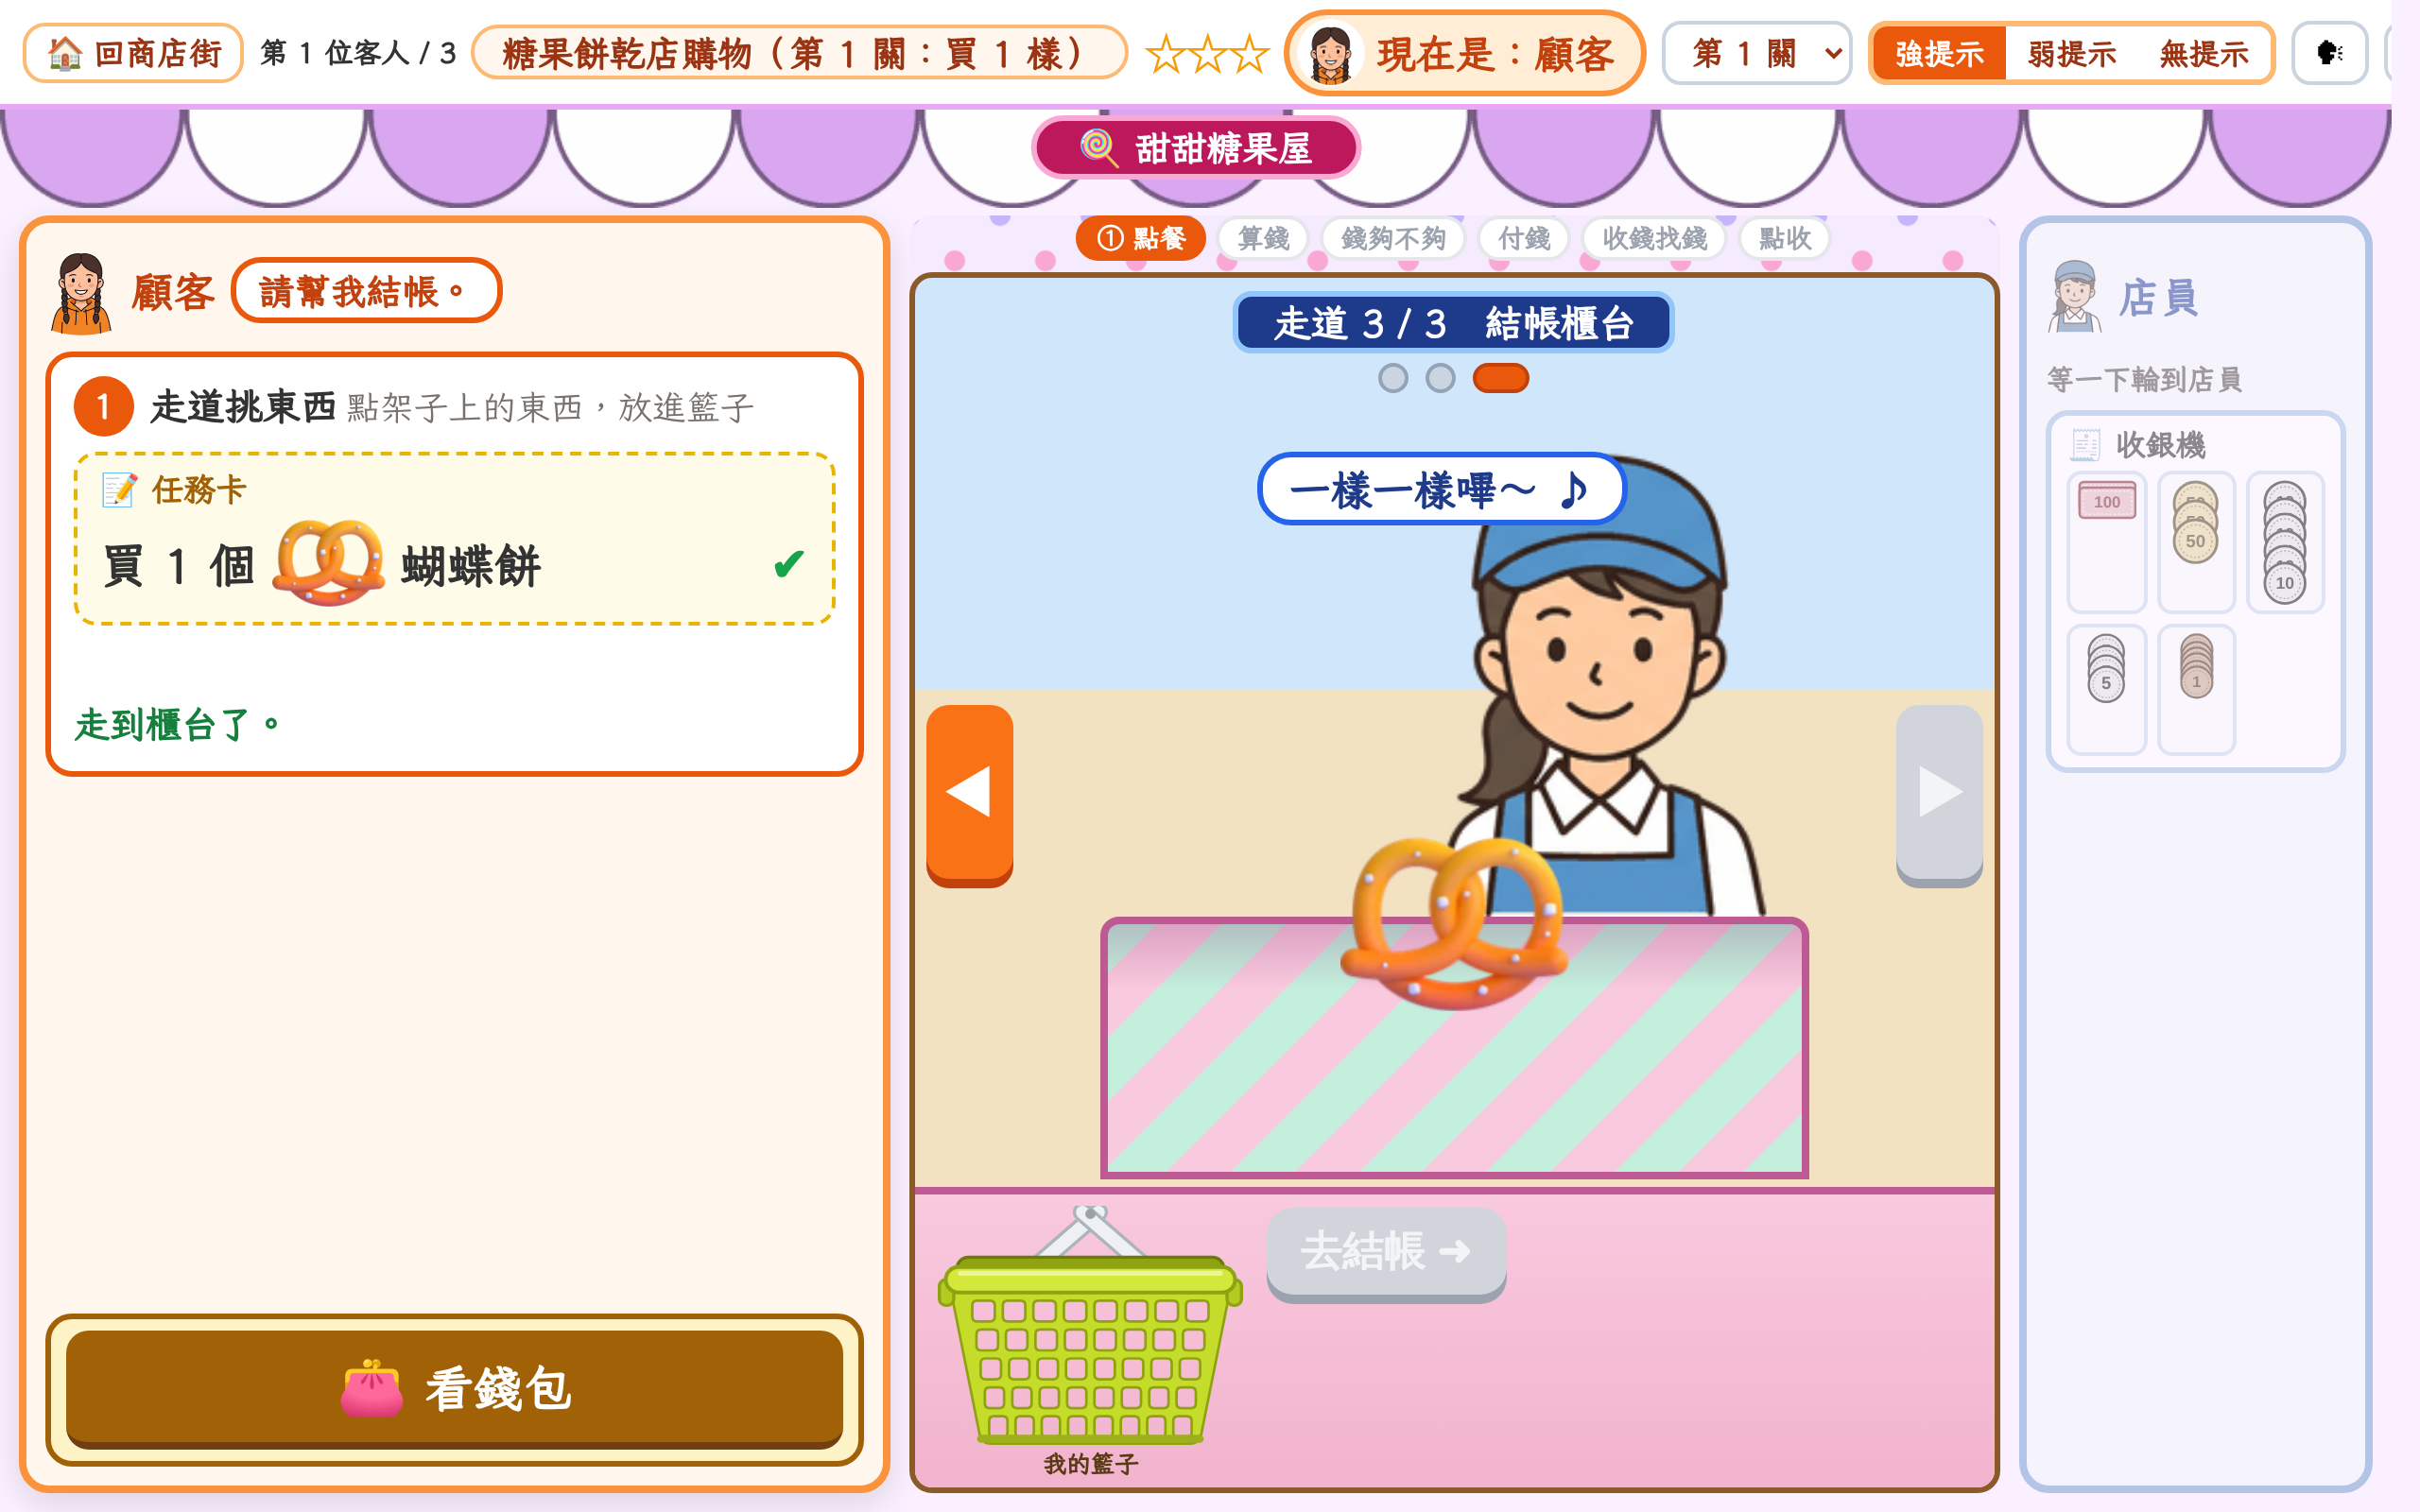 🏠 回商店街
第 1 位客人 / 3
糖果餅乾店購物（第 1 關：買 1 樣）
☆☆☆
現在是：顧客
第 1 關
強提示 弱提示 無提示
甜甜糖果屋
顧客
請幫我結帳。
1 走道挑東西 點架子上的東西，放進籃子
任務卡
買 1 個 蝴蝶餅 ✔
走到櫃台了。
看錢包
① 點餐 算錢 錢夠不夠 付錢 收錢找錢 點收
走道 3 / 3 結帳櫃台
一樣一樣嗶～ ♪
◀
▶
去結帳 ➜
我的籃子
店員
等一下輪到店員
收銀機
100
50
10
5
1